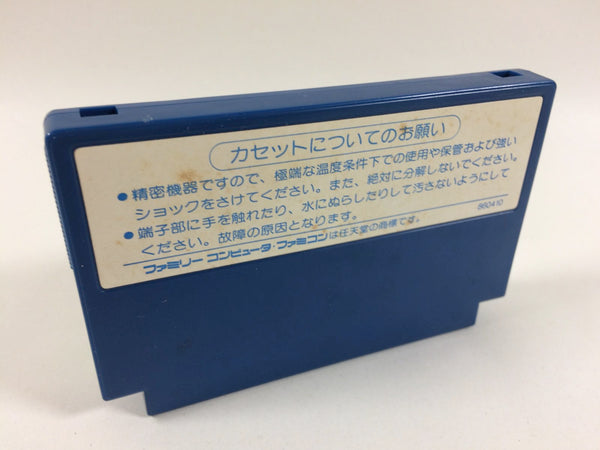 カセットについてのお願い
●精密機器ですので、極端な温度条件下での使用や保管および強い
ショックをさけてください。また、絶対に分解しないでください。
●端子部に手を触れたり、水にぬらしたりして汚さないようにして
ください。故障の原因となります。
860410
ファミリーコンピュータ・ファミコンは任天堂の商標です。